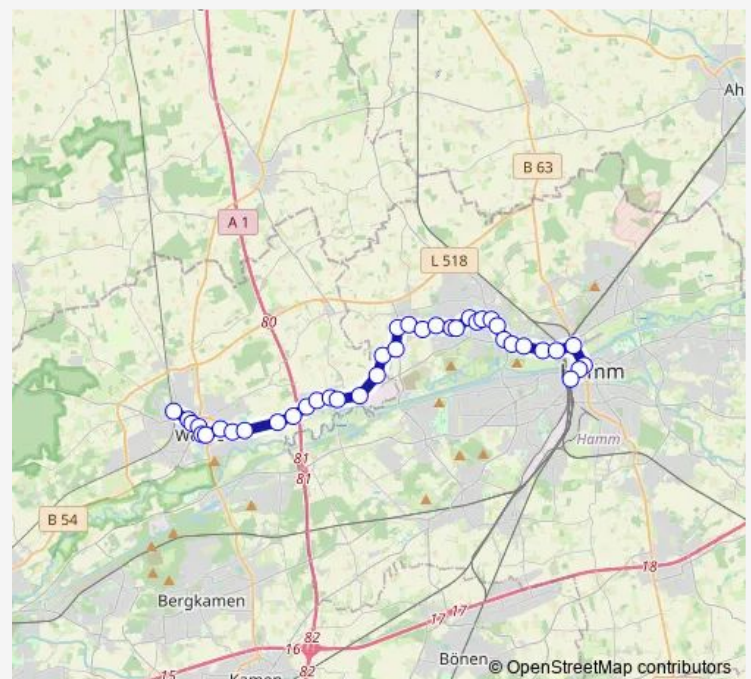 Ah
B 63
A 1
L 518
80
Hamm
81
81
B 54
Bergkamen
18
17 17
82
16
82
15
Bönen
Kamen
© OpenStreetMap contributors